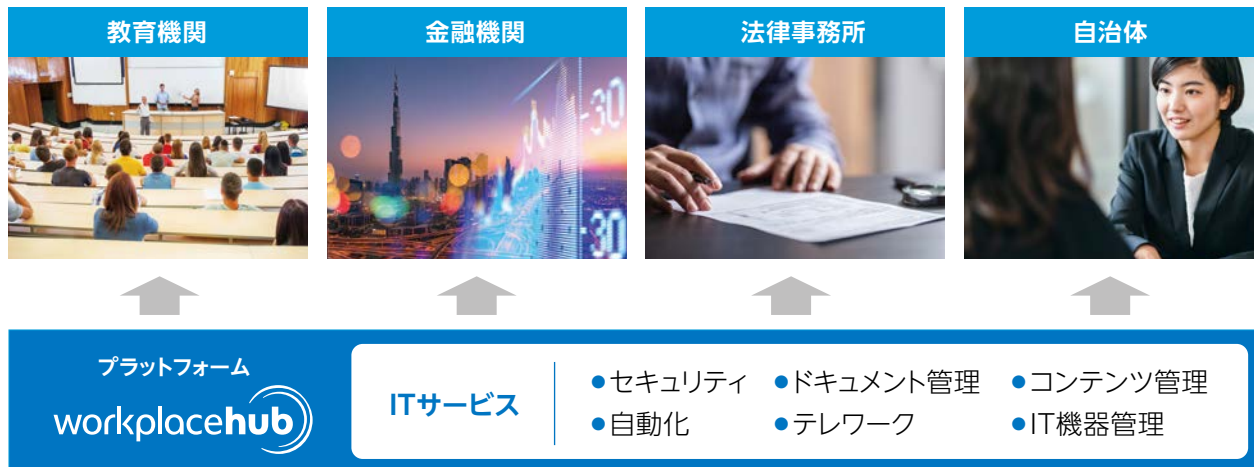 教育機関
金融機関
法律事務所
自治体
-30
-30
プラットフォーム
workplacehub
ITサービス
●セキュリティ ●ドキュメント管理 ●コンテンツ管理
●自動化 ●テレワーク ●IT機器管理